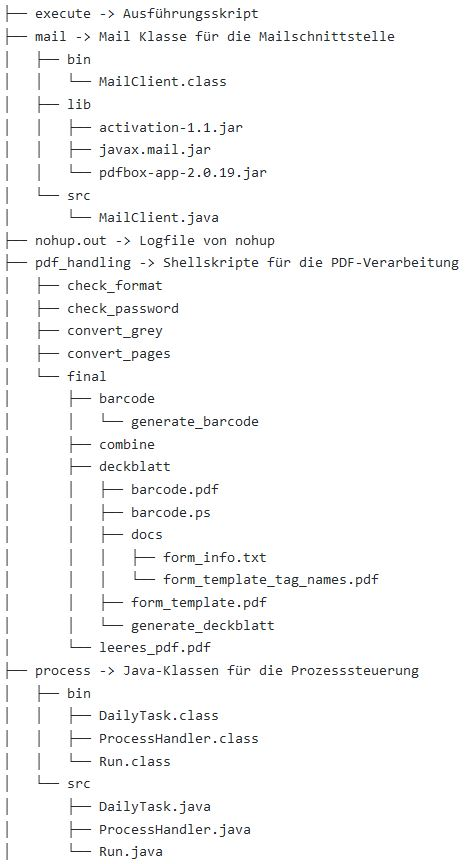 ├── execute -> Ausführungsskript
├── mail -> Mail Klasse für die Mailschnittstelle
│   ├── bin
│   │   └── MailClient.class
│   ├── lib
│   │   ├── activation-1.1.jar
│   │   ├── javax.mail.jar
│   │   └── pdfbox-app-2.0.19.jar
│   └── src
│       └── MailClient.java
├── nohup.out -> Logfile von nohup
├── pdf_handling -> Shellskripte für die PDF-Verarbeitung
│   ├── check_format
│   ├── check_password
│   ├── convert_grey
│   ├── convert_pages
│   └── final
│       ├── barcode
│       │   └── generate_barcode
│       ├── combine
│       ├── deckblatt
│       │   ├── barcode.pdf
│       │   ├── barcode.ps
│       │   ├── docs
│       │   │   ├── form_info.txt
│       │   │   └── form_template_tag_names.pdf
│       │   ├── form_template.pdf
│       │   └── generate_deckblatt
│       └── leeres_pdf.pdf
├── process -> Java-Klassen für die Prozesssteuerung
│   ├── bin
│   │   ├── DailyTask.class
│   │   ├── ProcessHandler.class
│   │   └── Run.class
│   └── src
│       ├── DailyTask.java
│       ├── ProcessHandler.java
│       └── Run.java